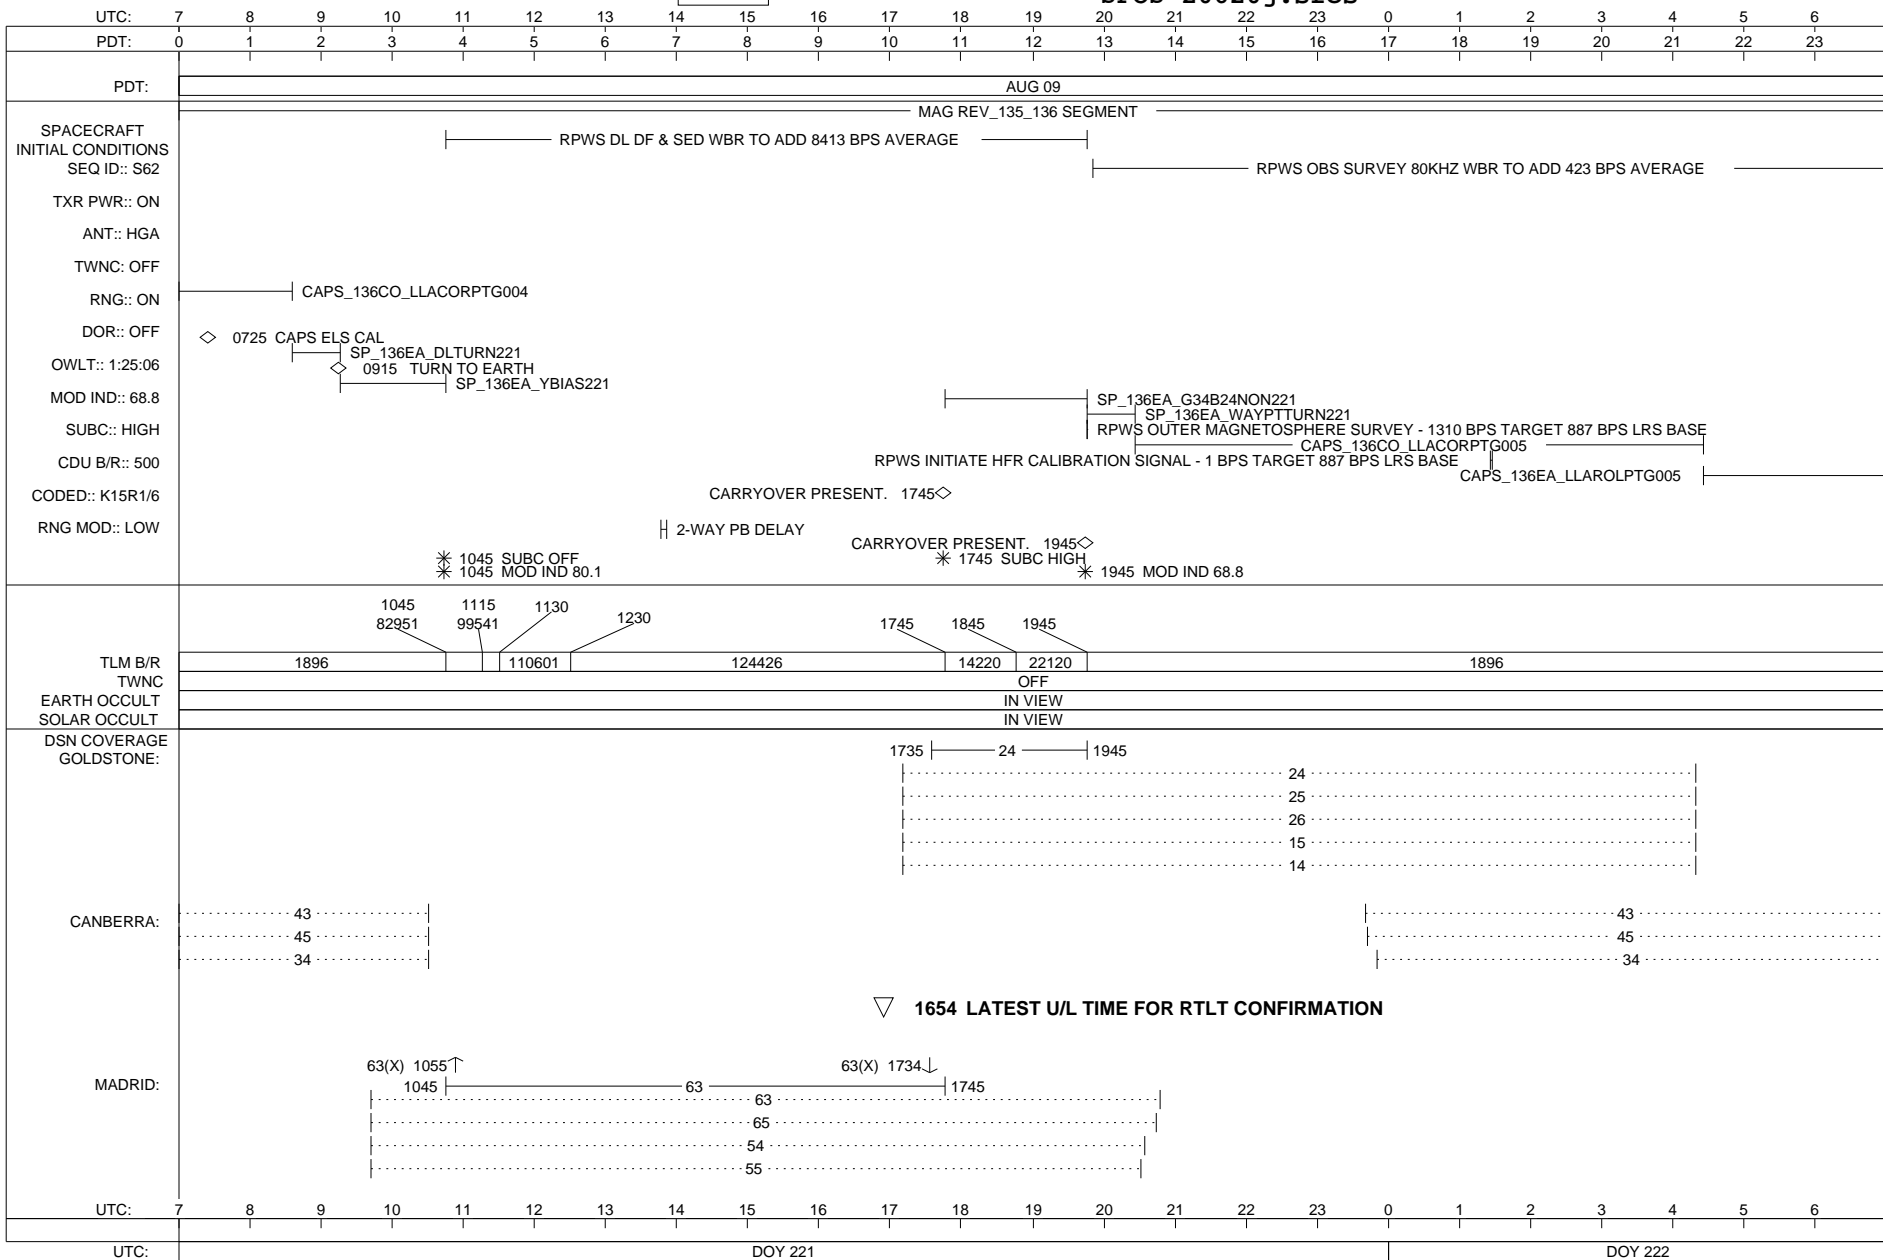 UTC: 7 8 9 10 11 12 13 14 15 16 17 18 19 20 21 22 23 0 1 2 3 4 5 6
PDT: 0 1 2 3 4 5 6 7 8 9 10 11 12 13 14 15 16 17 18 19 20 21 22 23
PDT: AUG 09
MAG REV_135_136 SEGMENT
SPACECRAFT
INITIAL CONDITIONS
RPWS DL DF & SED WBR TO ADD 8413 BPS AVERAGE
SEQ ID:: S62
RPWS OBS SURVEY 80KHZ WBR TO ADD 423 BPS AVERAGE
TXR PWR:: ON
ANT:: HGA
TWNC: OFF
RNG:: ON
CAPS_136CO_LLACORPTG004
DOR:: OFF
0725 CAPS ELS CAL
SP_136EA_DLTURN221
OWLT:: 1:25:06
0915 TURN TO EARTH
SP_136EA_YBIAS221
MOD IND:: 68.8
SP_136EA_G34B24NON221
SP_136EA_WAYPTTURN221
SUBC:: HIGH
RPWS OUTER MAGNETOSPHERE SURVEY - 1310 BPS TARGET 887 BPS LRS BASE
CAPS_136CO_LLACORPTG005
CDU B/R:: 500
RPWS INITIATE HFR CALIBRATION SIGNAL - 1 BPS TARGET 887 BPS LRS BASE
CAPS_136EA_LLAROLPTG005
CODED:: K15R1/6
CARRYOVER PRESENT. 1745
RNG MOD:: LOW
2-WAY PB DELAY
CARRYOVER PRESENT. 1945
1045 SUBC OFF
1745 SUBC HIGH
1045 MOD IND 80.1
1945 MOD IND 68.8
1045 1115 1130
82951 99541 1230 1745 1845 1945
TLM B/R 1896 110601 124426 14220 22120 1896
TWNC OFF
EARTH OCCULT IN VIEW
SOLAR OCCULT IN VIEW
DSN COVERAGE
GOLDSTONE:
1735 24 1945
24
25
26
15
14
CANBERRA:
43 43
45 45
34 34
1654 LATEST U/L TIME FOR RTLT CONFIRMATION
63(X) 1055 63(X) 1734
MADRID:
1045 63 1745
63
65
54
55
UTC: 7 8 9 10 11 12 13 14 15 16 17 18 19 20 21 22 23 0 1 2 3 4 5 6
UTC: DOY 221 DOY 222